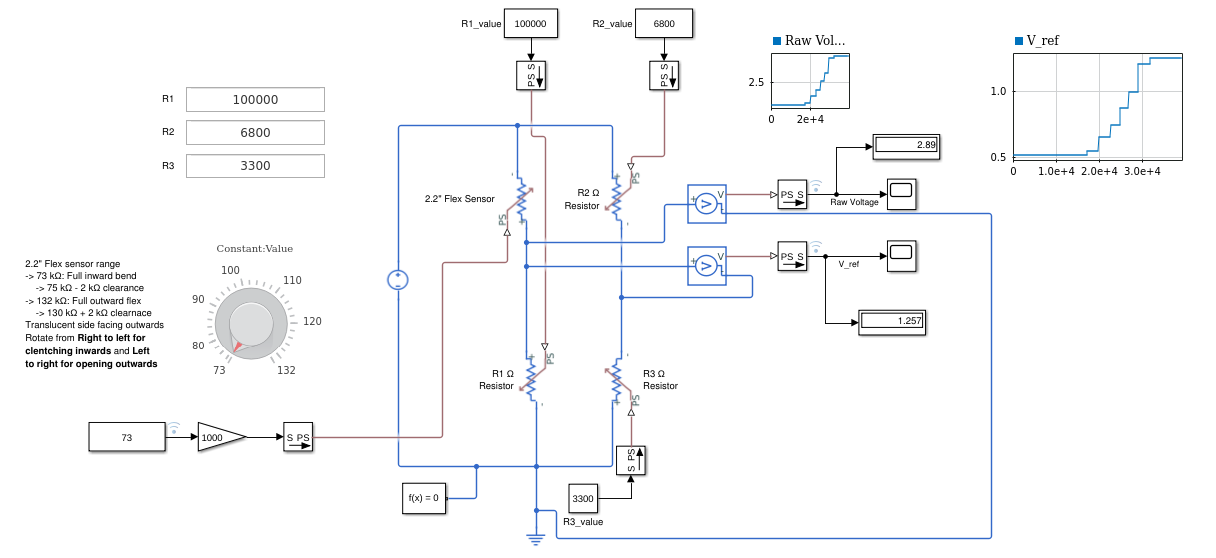 R1_value
100000
R2_value
6800
PS S
PS S
R1
100000
R2
6800
R3
3300
Raw Vol...
2.5
0
2e+4
V_ref
1.0
0.5
0
1.0e+4
2.0e+4
3.0e+4
2.89
PS S
Raw Voltage
PS S
V_ref
1.257
2.2" Flex Sensor
PS
R2 Ω
Resistor
PS
+
-
V
V
+
-
V
V
+
-
Constant:Value
73
80
90
100
110
120
132
2.2" Flex sensor range
-> 73 kΩ: Full inward bend
-> 75 kΩ - 2 kΩ clearance
-> 132 kΩ: Full outward flex
-> 130 kΩ + 2 kΩ clearnace
Translucent side facing outwards
Rotate from Right to left for
clentching inwards and Left
to right for opening outwards
R1 Ω
Resistor
PS
R3 Ω
Resistor
PS
73
1000
S PS
S PS
f(x) = 0
3300
R3_value